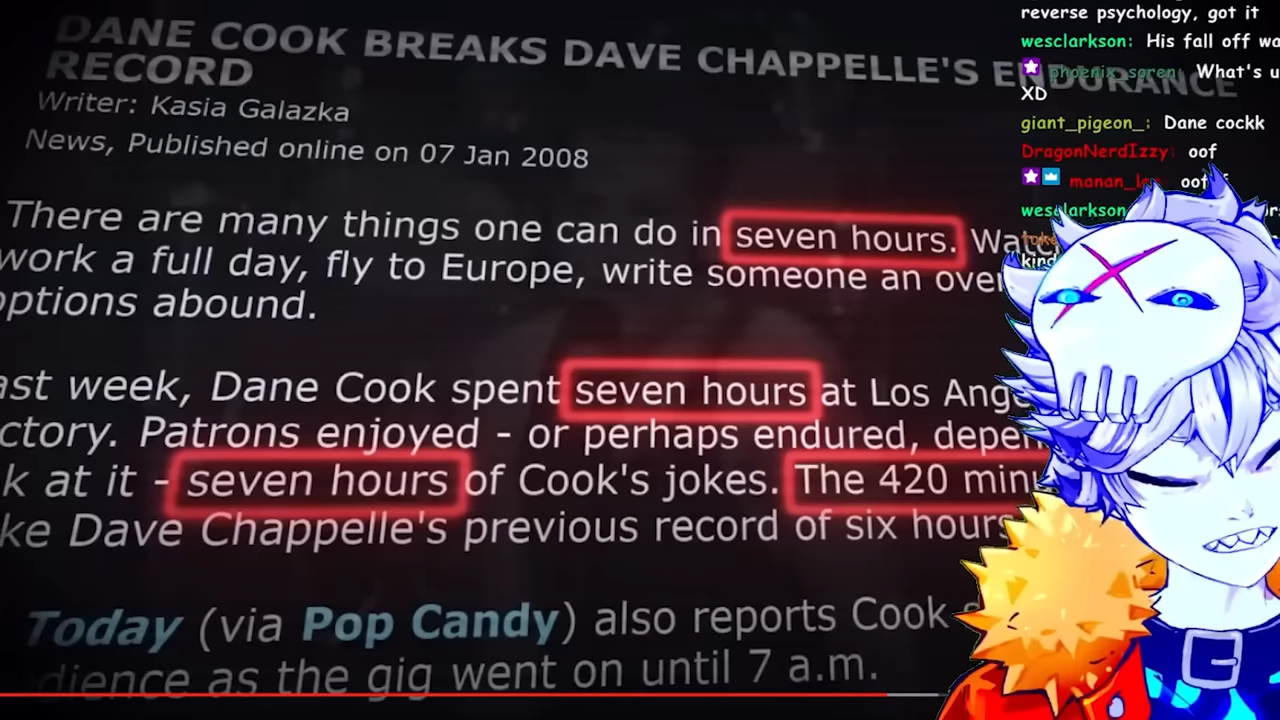 DANE COOK BREAKS DAVE CHAPPELLE'S ENDURANCE
RECORD
Writer: Kasia Galazka
News, Published online on 07 Jan 2008
There are many things one can do in seven hours.
work a full day, fly to Europe, write someone an
options abound.
ast week, Dane Cook spent seven hours at Los
ctory. Patrons enjoyed - or perhaps endured,
k at it - seven hours of Cook's jokes. The 420
ke Dave Chappelle's previous record of six hours
Today (via Pop Candy) also reports Cook
dience as the gig went on until 7 a.m.
reverse psychology, got it
wesclarkson: His fall off
phoenix_soren What's
XD
giant_pigeon_: Dane cockk
DragonNerdIzzy: oof
oof
wesclarkson